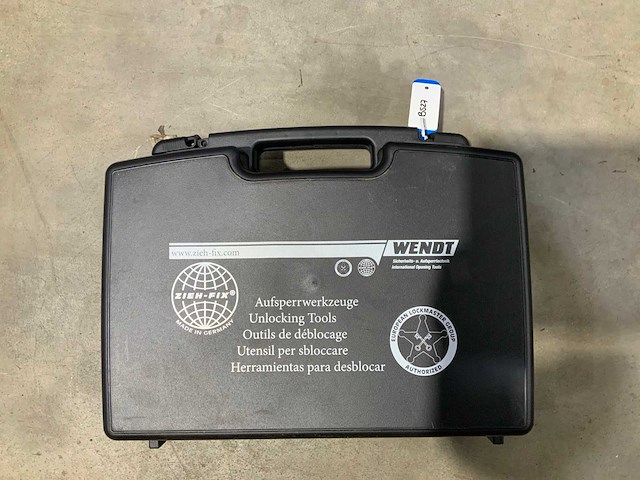 B527
www.zieh-fix.com
WENDT
Sicherheits- u. Aufsperrtechnik
International Opening Tools
ZIEH-FIX®
MADE IN GERMANY
Aufsperrwerkzeuge
Unlocking Tools
Outils de déblocage
Utensil per sbloccare
Herramientas para desblocar
EUROPEAN LOCKMASTER GROUP
AUTHORIZED